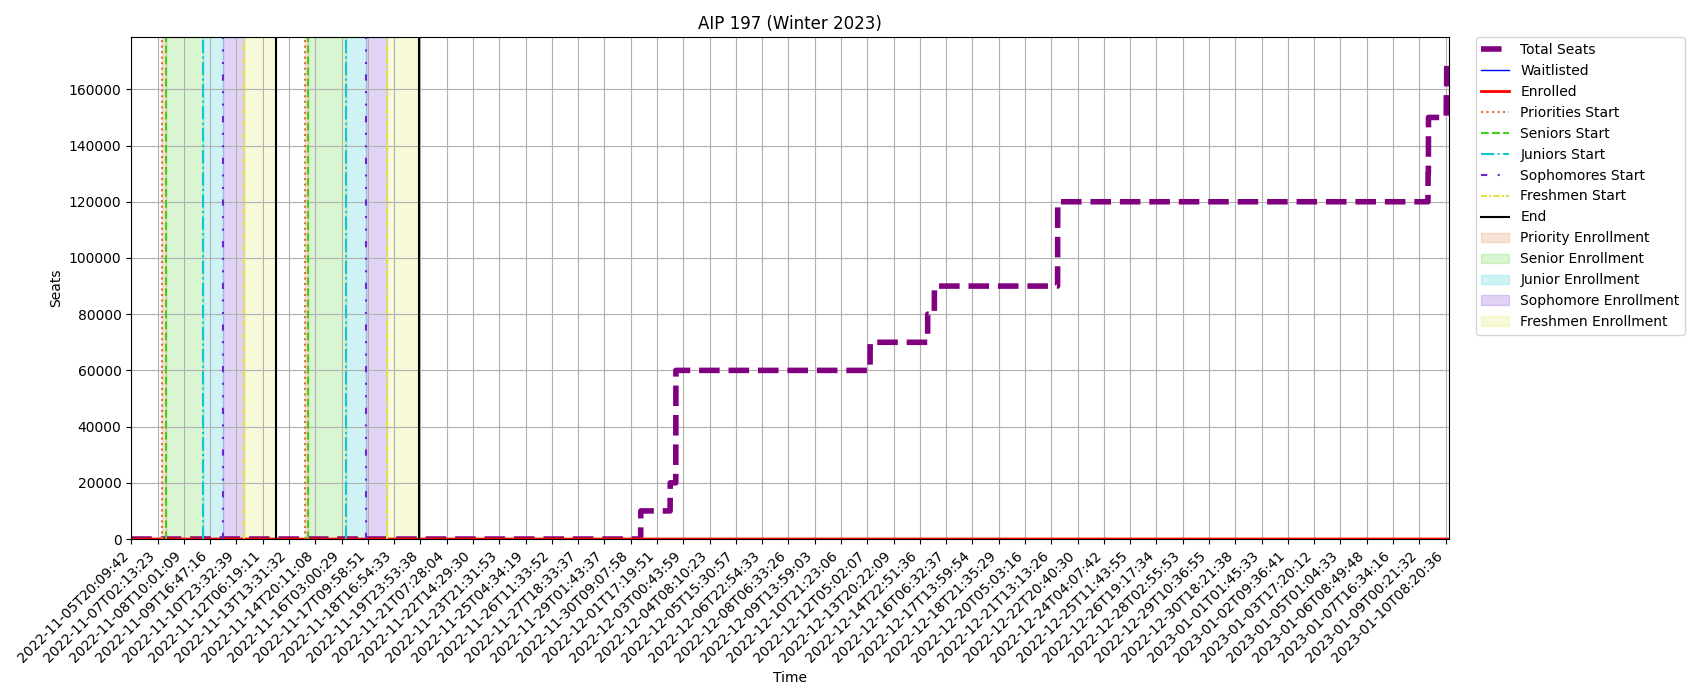 AIP 197 (Winter 2023)
Seats
160000
140000
120000
100000
80000
60000
40000
20000
0
2022-11-05T20:09:42
2022-11-07T02:13:23
2022-11-08T10:01:09
2022-11-09T16:47:16
2022-11-10T23:32:39
2022-11-12T06:19:11
2022-11-13T13:31:32
2022-11-14T20:11:08
2022-11-16T03:00:29
2022-11-17T09:58:51
2022-11-18T16:54:33
2022-11-19T23:53:38
2022-11-21T07:28:04
2022-11-22T14:29:30
2022-11-23T21:31:53
2022-11-25T04:34:19
2022-11-26T11:33:52
2022-11-27T18:33:37
2022-11-29T01:43:37
2022-11-30T09:07:58
2022-12-01T17:19:51
2022-12-03T00:43:59
2022-12-04T08:10:23
2022-12-05T15:30:57
2022-12-06T22:54:33
2022-12-08T06:33:26
2022-12-09T13:59:03
2022-12-10T21:23:06
2022-12-12T05:02:07
2022-12-13T12:22:09
2022-12-14T22:51:36
2022-12-16T06:32:37
2022-12-17T13:59:54
2022-12-18T21:35:29
2022-12-20T05:03:16
2022-12-21T13:13:26
2022-12-22T20:40:30
2022-12-24T04:07:42
2022-12-25T11:43:55
2022-12-26T19:17:34
2022-12-28T02:55:53
2022-12-29T10:36:55
2022-12-30T18:21:38
2023-01-01T01:45:33
2023-01-02T09:36:41
2023-01-03T17:20:12
2023-01-05T01:04:33
2023-01-06T08:49:48
2023-01-07T16:34:16
2023-01-09T00:21:32
2023-01-10T08:20:36
Time
Total Seats
Waitlisted
Enrolled
Priorities Start
Seniors Start
Juniors Start
Sophomores Start
Freshmen Start
End
Priority Enrollment
Senior Enrollment
Junior Enrollment
Sophomore Enrollment
Freshmen Enrollment